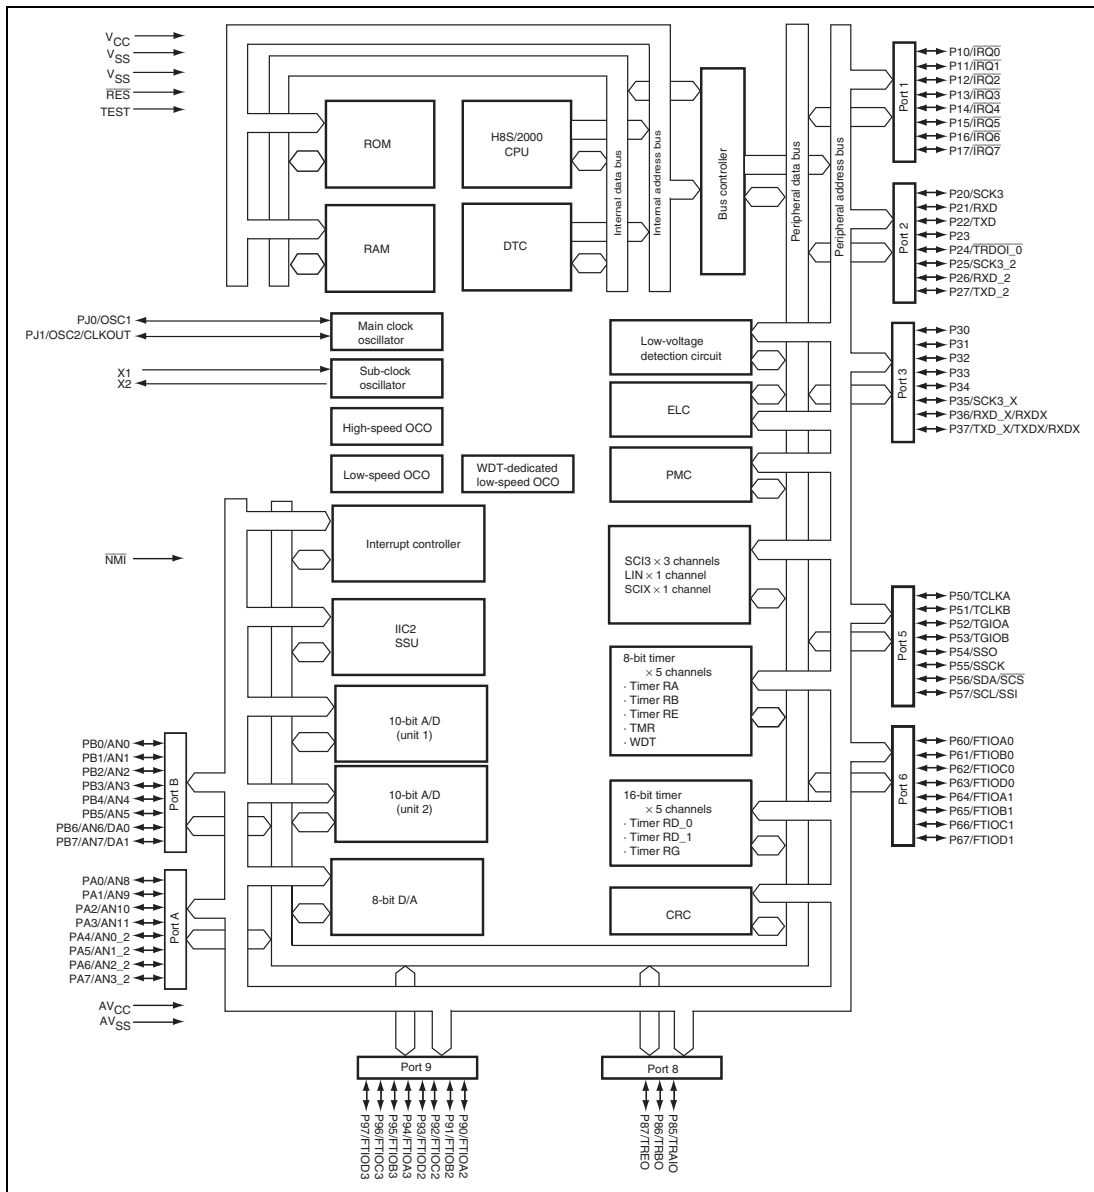 VCC
VSS
VSS
RES
TEST
ROM
H8S/2000
CPU
RAM
DTC
Internal data bus
Internal address bus
Bus controller
Peripheral data bus
Peripheral address bus
Port 1
P10/IRQ0
P11/IRQ1
P12/IRQ2
P13/IRQ3
P14/IRQ4
P15/IRQ5
P16/IRQ6
P17/IRQ7
Port 2
P20/SCK3
P21/RXD
P22/TXD
P23
P24/TRDOI_0
P25/SCK3_2
P26/RXD_2
P27/TXD_2
PJ0/OSC1
PJ1/OSC2/CLKOUT
Main clock
oscillator
X1
X2
Sub-clock
oscillator
High-speed OCO
Low-speed OCO
WDT-dedicated
low-speed OCO
Low-voltage
detection circuit
ELC
PMC
Port 3
P30
P31
P32
P33
P34
P35/SCK3_X
P36/RXD_X/RXDX
P37/TXD_X/TXDX/RXDX
NMI
Interrupt controller
IIC2
SSU
10-bit A/D
(unit 1)
10-bit A/D
(unit 2)
8-bit D/A
SCI3 × 3 channels
LIN × 1 channel
SCIX × 1 channel
8-bit timer
× 5 channels
· Timer RA
· Timer RB
· Timer RE
· TMR
· WDT
16-bit timer
× 5 channels
· Timer RD_0
· Timer RD_1
· Timer RG
CRC
Port 5
P50/TCLKA
P51/TCLKB
P52/TGIOA
P53/TGIOB
P54/SSO
P55/SSCK
P56/SDA/SCS
P57/SCL/SSI
Port 6
P60/FTIOA0
P61/FTIOB0
P62/FTIOC0
P63/FTIOD0
P64/FTIOA1
P65/FTIOB1
P66/FTIOC1
P67/FTIOD1
PB0/AN0
PB1/AN1
PB2/AN2
PB3/AN3
PB4/AN4
PB5/AN5
PB6/AN6/DA0
PB7/AN7/DA1
Port B
PA0/AN8
PA1/AN9
PA2/AN10
PA3/AN11
PA4/AN0_2
PA5/AN1_2
PA6/AN2_2
PA7/AN3_2
Port A
AVCC
AVSS
Port 9
P97/FTIOD3
P96/FTIOC3
P95/FTIOB3
P94/FTIOA3
P93/FTIOD2
P92/FTIOC2
P91/FTIOB2
P90/FTIOA2
Port 8
P87/TREO
P86/TRBO
P85/TRAIO